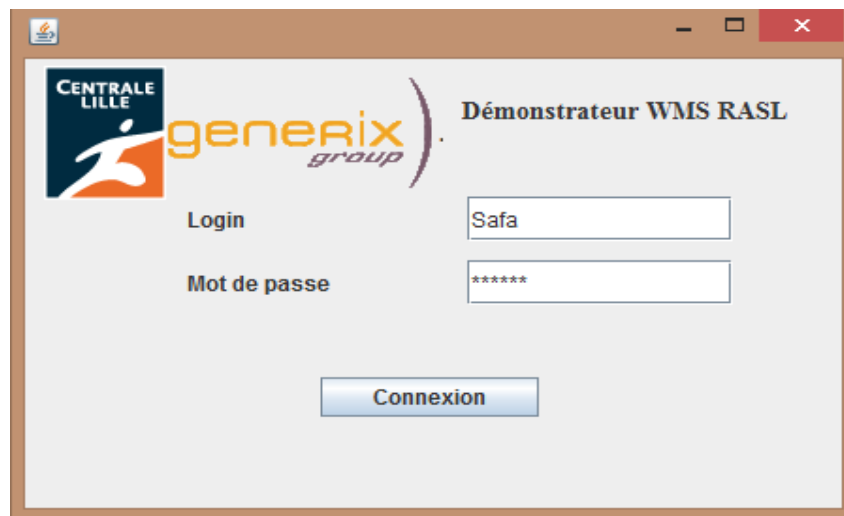 CENTRALE
LILLE
generix
group
Démonstrateur WMS RASL
Login
Safa
Mot de passe
******
Connexion